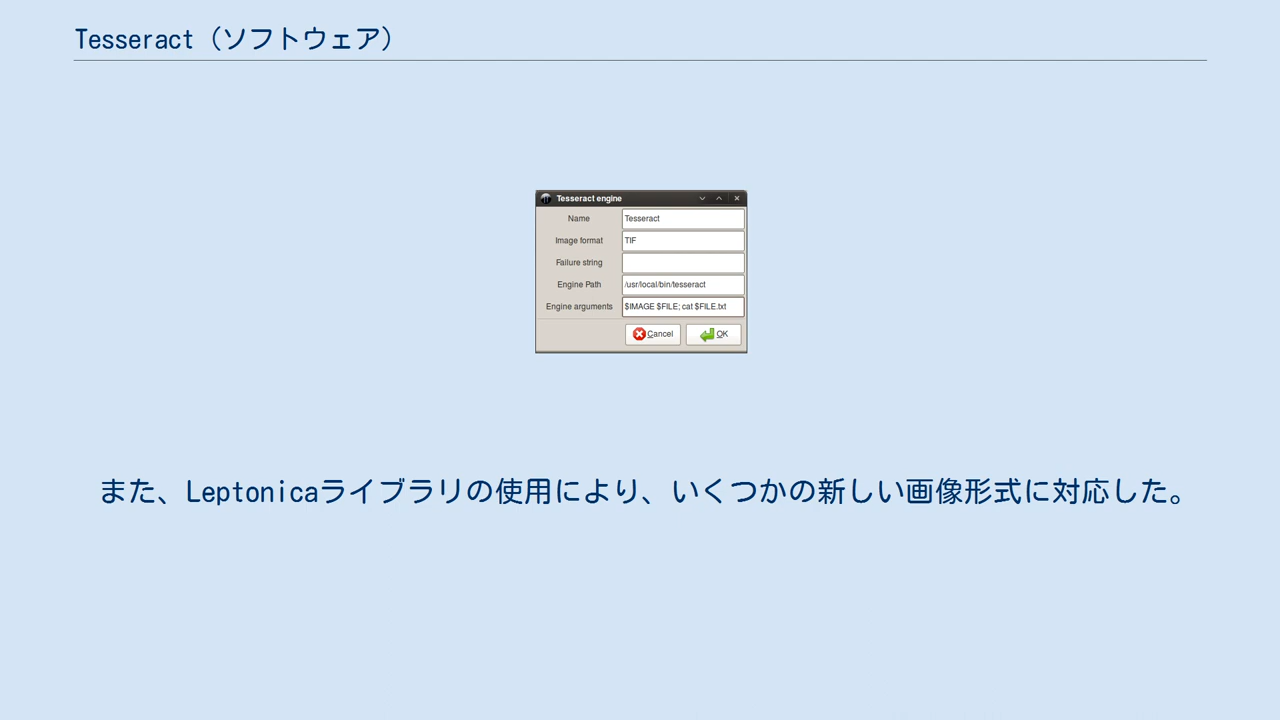 Tesseract（ソフトウェア）
Tesseract engine
Name Tesseract
Image format TIF
Failure string
Engine Path /usr/local/bin/tesseract
Engine arguments $IMAGE $FILE; cat $FILE.txt
Cancel OK
また、Leptonicaライブラリの使用により、いくつかの新しい画像形式に対応した。